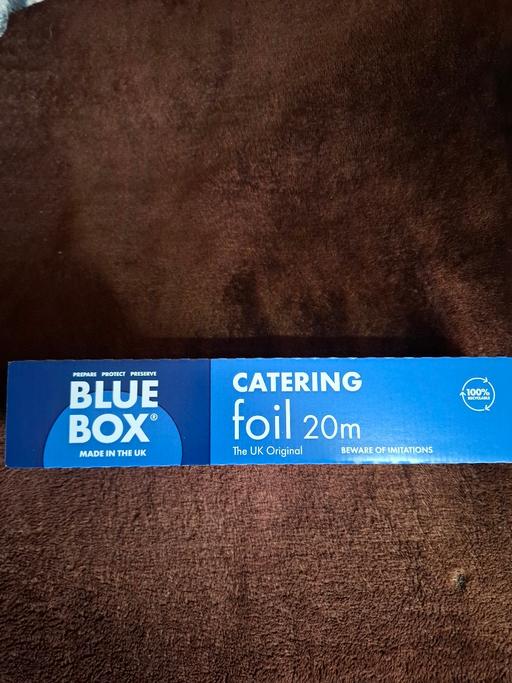 PREPARE PROTECT PRESERVE
BLUE
BOX®
MADE IN THE UK
CATERING
foil 20m
The UK Original BEWARE OF IMITATIONS
100%
RECYCLABLE